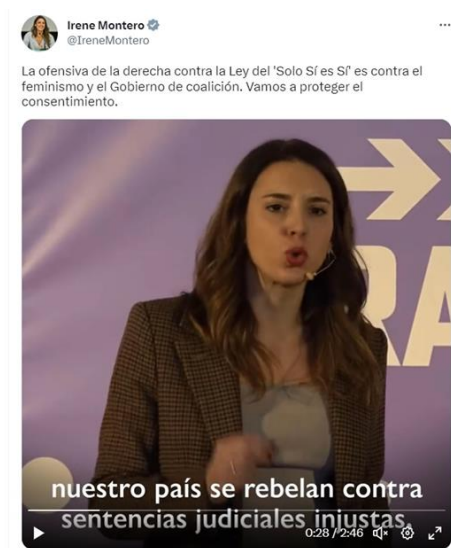 Irene Montero
@IreneMontero
La ofensiva de la derecha contra la Ley del 'Solo Sí es Sí' es contra el
feminismo y el Gobierno de coalición. Vamos a proteger el
consentimiento.
RA
nuestro país se rebelan contra
sentencias judiciales injustas.
0:28 / 2:46